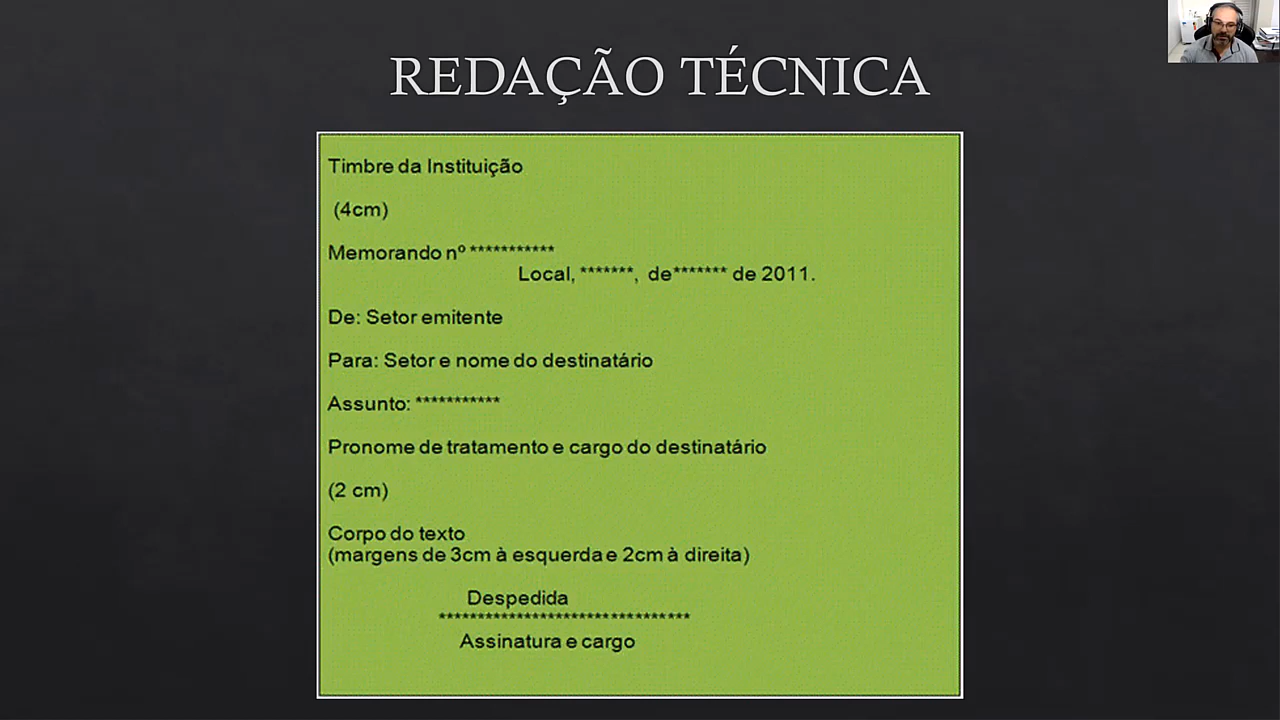 REDAÇÃO TÉCNICA
Timbre da Instituição
(4cm)
Memorando nº ***********
Local, *******, de******* de 2011.
De: Setor emitente
Para: Setor e nome do destinatário
Assunto: ***********
Pronome de tratamento e cargo do destinatário
(2 cm)
Corpo do texto
(margens de 3cm à esquerda e 2cm à direita)
Despedida
*********************************
Assinatura e cargo